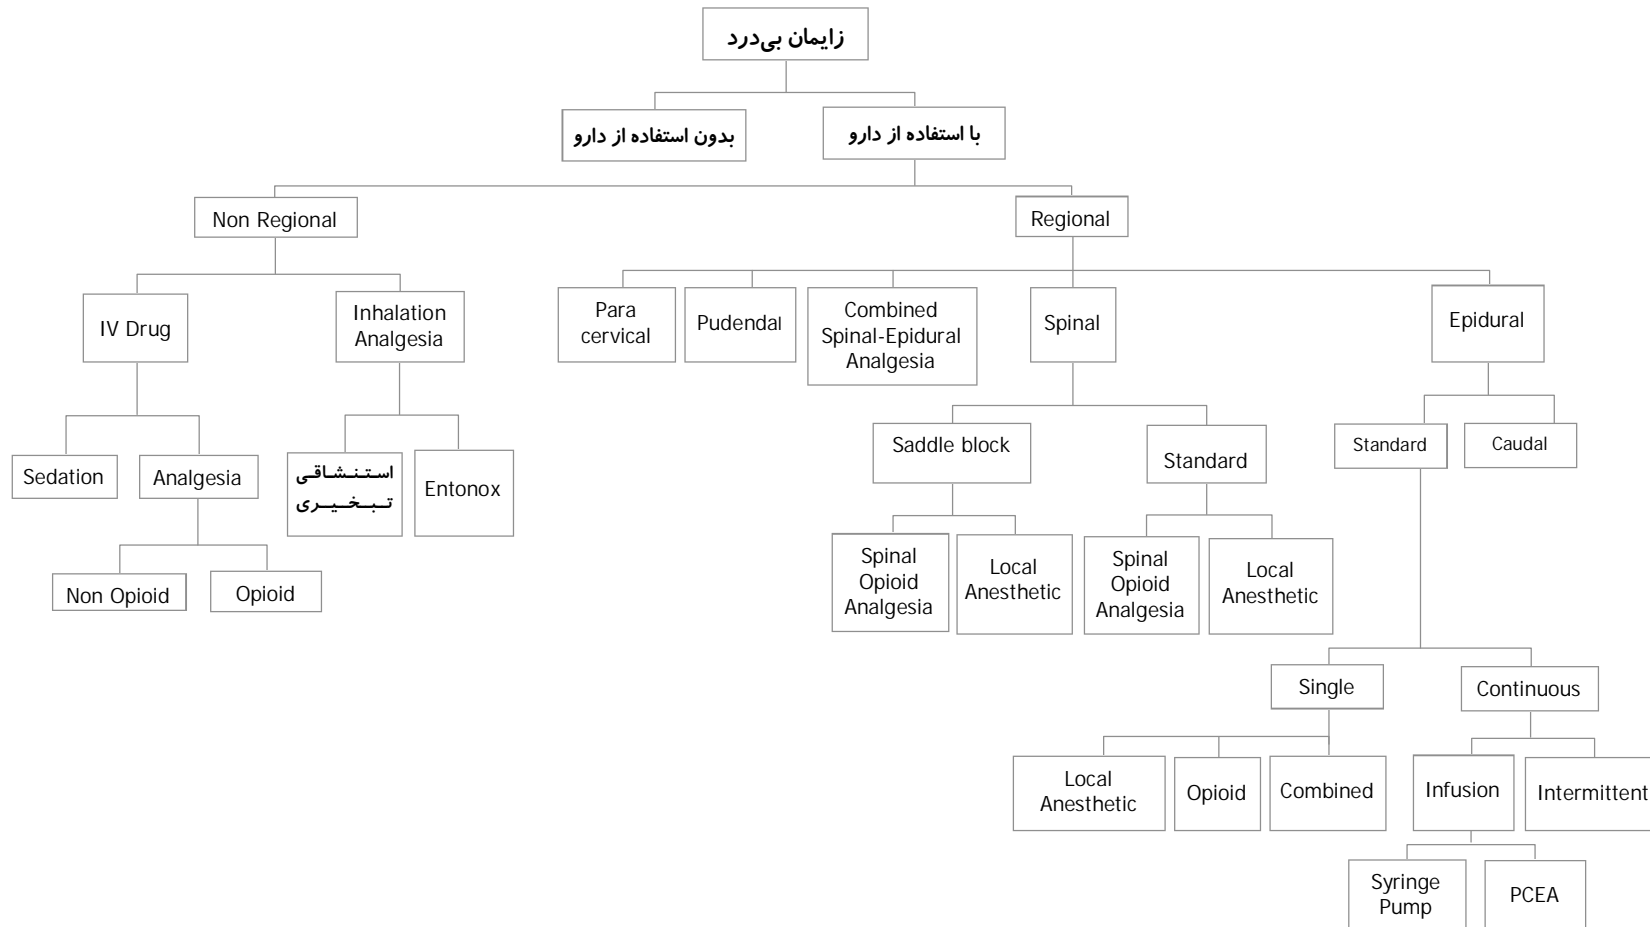 زایمان بی‌درد
بدون استفاده از دارو
با استفاده از دارو
Non Regional
Regional
IV Drug
Inhalation
Analgesia
Para
cervical
Pudendal
Combined
Spinal-Epidural
Analgesia
Spinal
Epidural
Sedation
Analgesia
استنشاقی
تبخیری
Entonox
Saddle block
Standard
Standard
Caudal
Non Opioid
Opioid
Spinal
Opioid
Analgesia
Local
Anesthetic
Spinal
Opioid
Analgesia
Local
Anesthetic
Single
Continuous
Local
Anesthetic
Opioid
Combined
Infusion
Intermittent
Syringe
Pump
PCEA